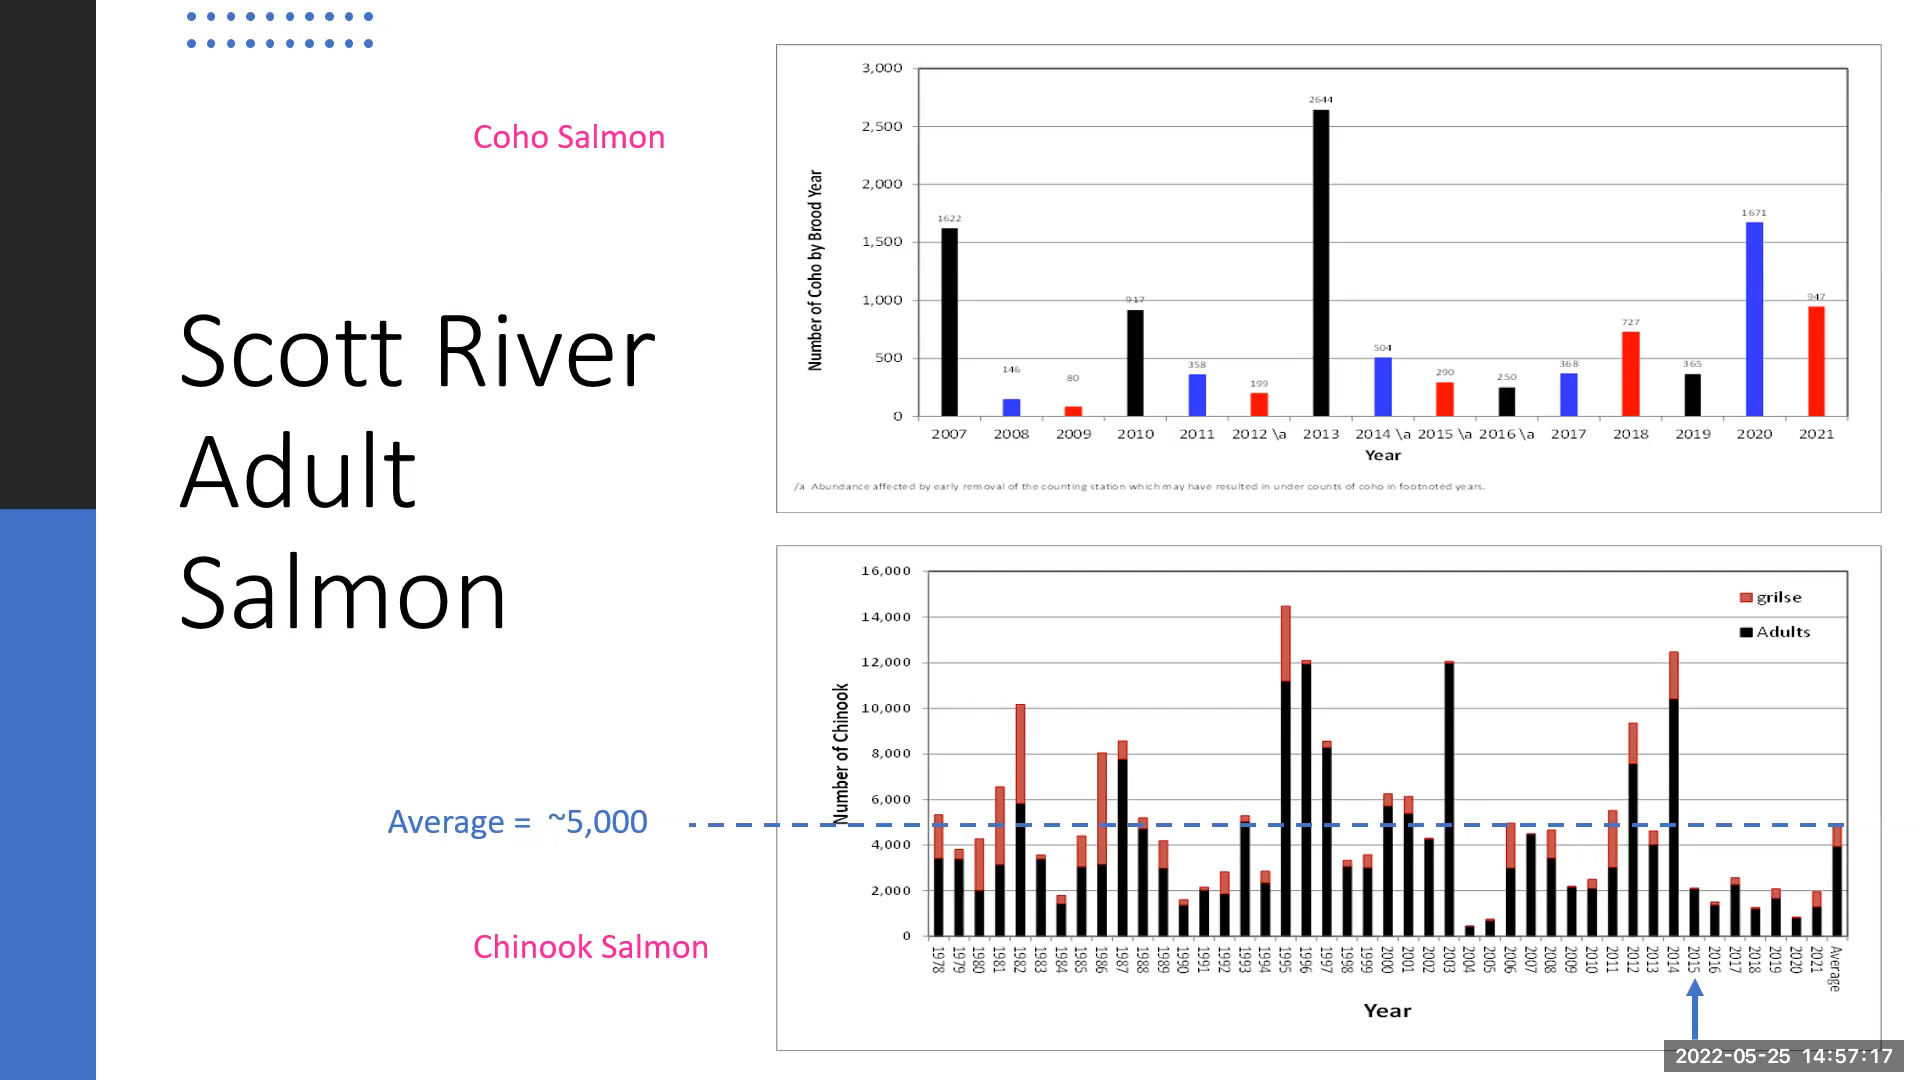 Coho Salmon
Scott River
Adult
Salmon
Average = ~5,000
Chinook Salmon
3,000
2,500
2,000
1,500
1,000
500
0
Number of Coho by Brood Year
1622
146
80
917
358
199
2644
504
290
250
368
727
365
1671
947
2007 2008 2009 2010 2011 2012 \a 2013 2014 \a 2015 \a 2016 \a 2017 2018 2019 2020 2021
Year
/a Abundance affected by early removal of the counting station which may have resulted in under counts of coho in footnoted years.
16,000
14,000
12,000
10,000
8,000
6,000
4,000
2,000
0
Number of Chinook
grilse
Adults
1978 1979 1980 1981 1982 1983 1984 1985 1986 1987 1988 1989 1990 1991 1992 1993 1994 1995 1996 1997 1998 1999 2000 2001 2002 2003 2004 2005 2006 2007 2008 2009 2010 2011 2012 2013 2014 2015 2016 2017 2018 2019 2020 2021 Average
Year
2022-05-25 14:57:17